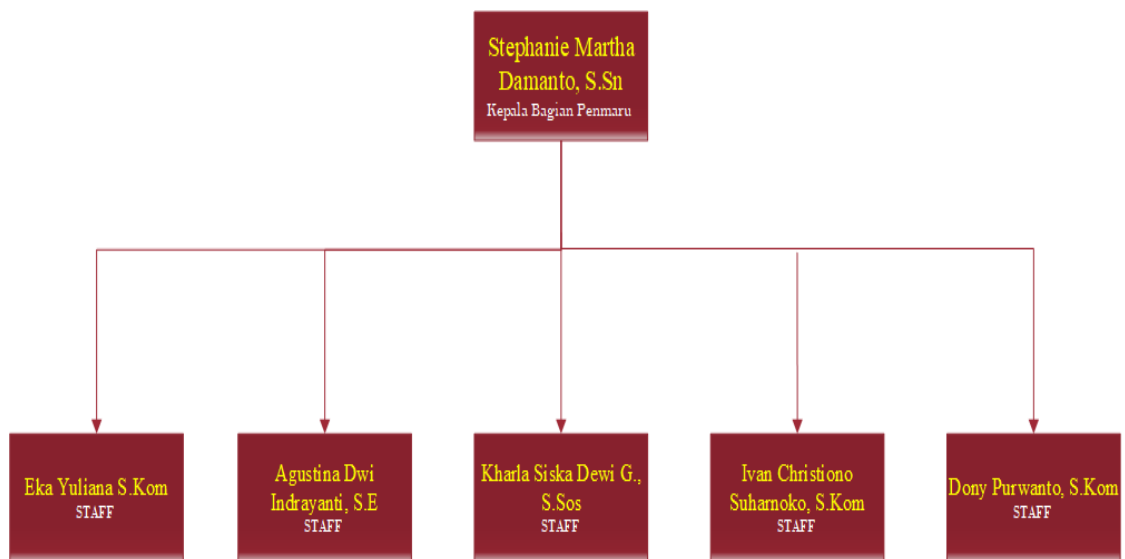 Stephanie Martha
Damanto, S.Sn
Kepala Bagian Penmaru
Eka Yuliana S.Kom
STAFF
Agustina Dwi
Indrayanti, S.E
STAFF
Kharla Siska Dewi G.,
S.Sos
STAFF
Ivan Christiono
Suharnoko, S.Kom
STAFF
Dony Purwanto, S.Kom
STAFF